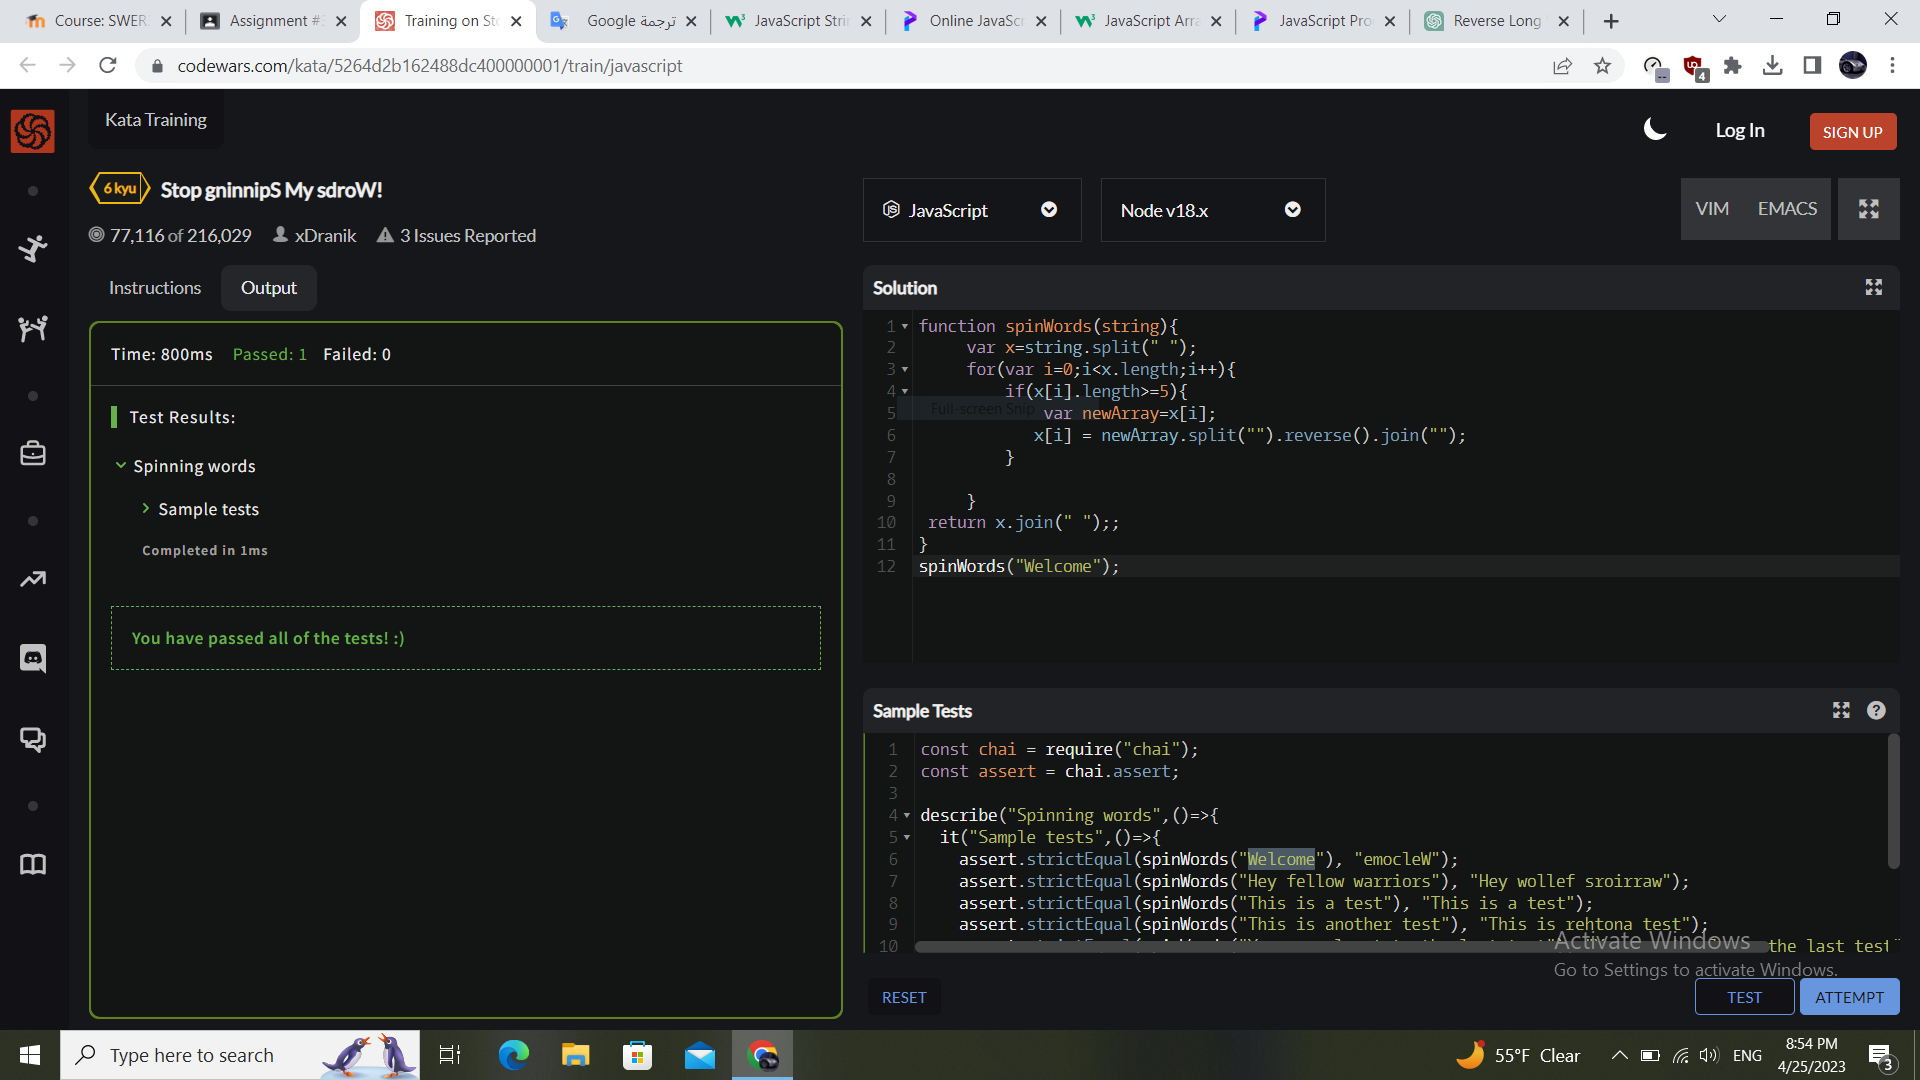 Course: SWER
Assignment #
Training on Sto
Google ترجمة
JavaScript Stri
Online JavaSc
JavaScript Arra
JavaScript Pro
Reverse Long
codewars.com/kata/5264d2b162488dc400000001/train/javascript
4
Kata Training
Log In
SIGN UP
6 kyu
Stop gninnipS My sdroW!
77,116 of 216,029
xDranik
3 Issues Reported
JavaScript
Node v18.x
VIM
EMACS
Instructions
Output
Time: 800ms
Passed: 1
Failed: 0
Test Results:
Spinning words
Sample tests
Completed in 1ms
You have passed all of the tests! :)
Solution
1 function spinWords(string){
2 var x=string.split(" ");
3 for(var i=0;i<x.length;i++){
4 if(x[i].length>=5){
Full-screen Snip
5 var newArray=x[i];
6 x[i] = newArray.split("").reverse().join("");
7 }
8
9 }
10 return x.join(" ");;
11 }
12 spinWords("Welcome");
Sample Tests
1 const chai = require("chai");
2 const assert = chai.assert;
3
4 describe("Spinning words",()=>{
5 it("Sample tests",()=>{
6 assert.strictEqual(spinWords("Welcome"), "emocleW");
7 assert.strictEqual(spinWords("Hey fellow warriors"), "Hey wollef sroirraw");
8 assert.strictEqual(spinWords("This is a test"), "This is a test");
9 assert.strictEqual(spinWords("This is another test"), "This is rehtona test");
10 the last test
Activate Windows
Go to Settings to activate Windows.
RESET
TEST
ATTEMPT
Type here to search
55°F Clear
ENG
8:54 PM
4/25/2023
3